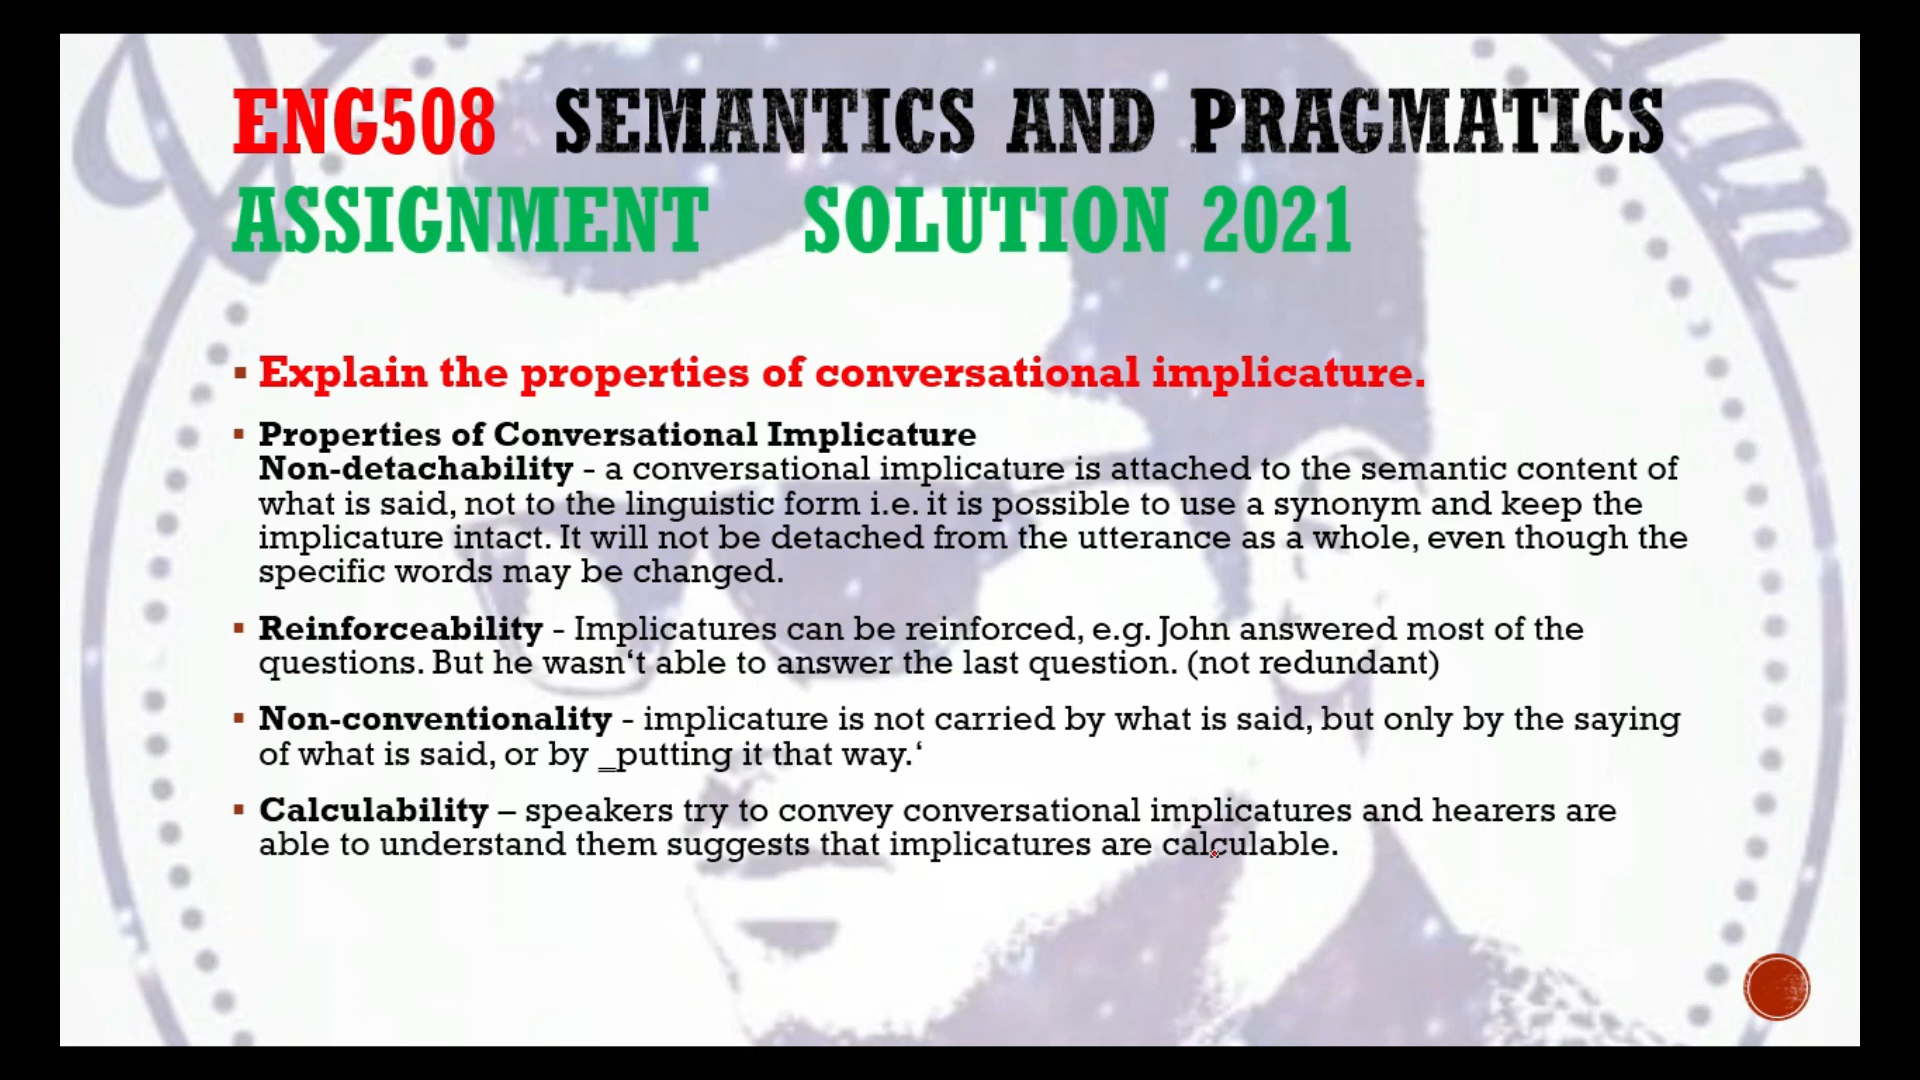 ENG508 SEMANTICS AND PRAGMATICS
ASSIGNMENT SOLUTION 2021
▪ Explain the properties of conversational implicature.
▪ Properties of Conversational Implicature
Non-detachability - a conversational implicature is attached to the semantic content of
what is said, not to the linguistic form i.e. it is possible to use a synonym and keep the
implicature intact. It will not be detached from the utterance as a whole, even though the
specific words may be changed.
▪ Reinforceability - Implicatures can be reinforced, e.g. John answered most of the
questions. But he wasn‘t able to answer the last question. (not redundant)
▪ Non-conventionality - implicature is not carried by what is said, but only by the saying
of what is said, or by ‗putting it that way.‘
▪ Calculability – speakers try to convey conversational implicatures and hearers are
able to understand them suggests that implicatures are calculable.